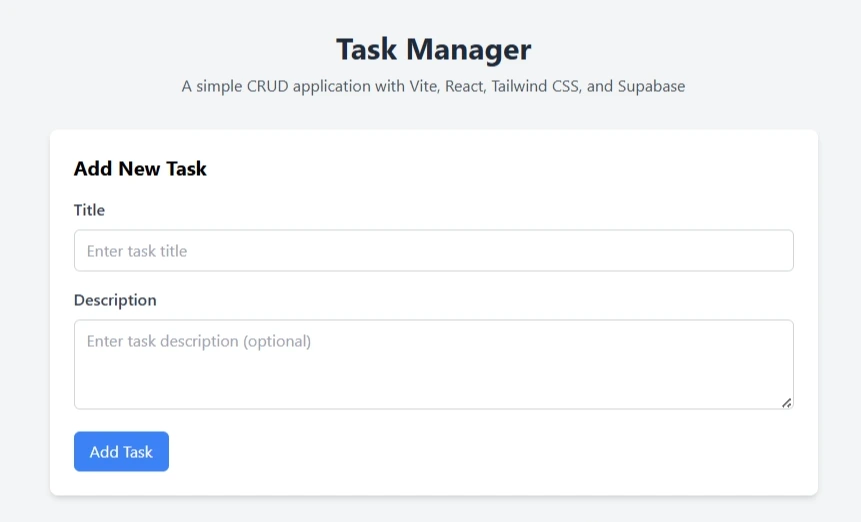 Task Manager
A simple CRUD application with Vite, React, Tailwind CSS, and Supabase
Add New Task
Title
Enter task title
Description
Enter task description (optional)
Add Task